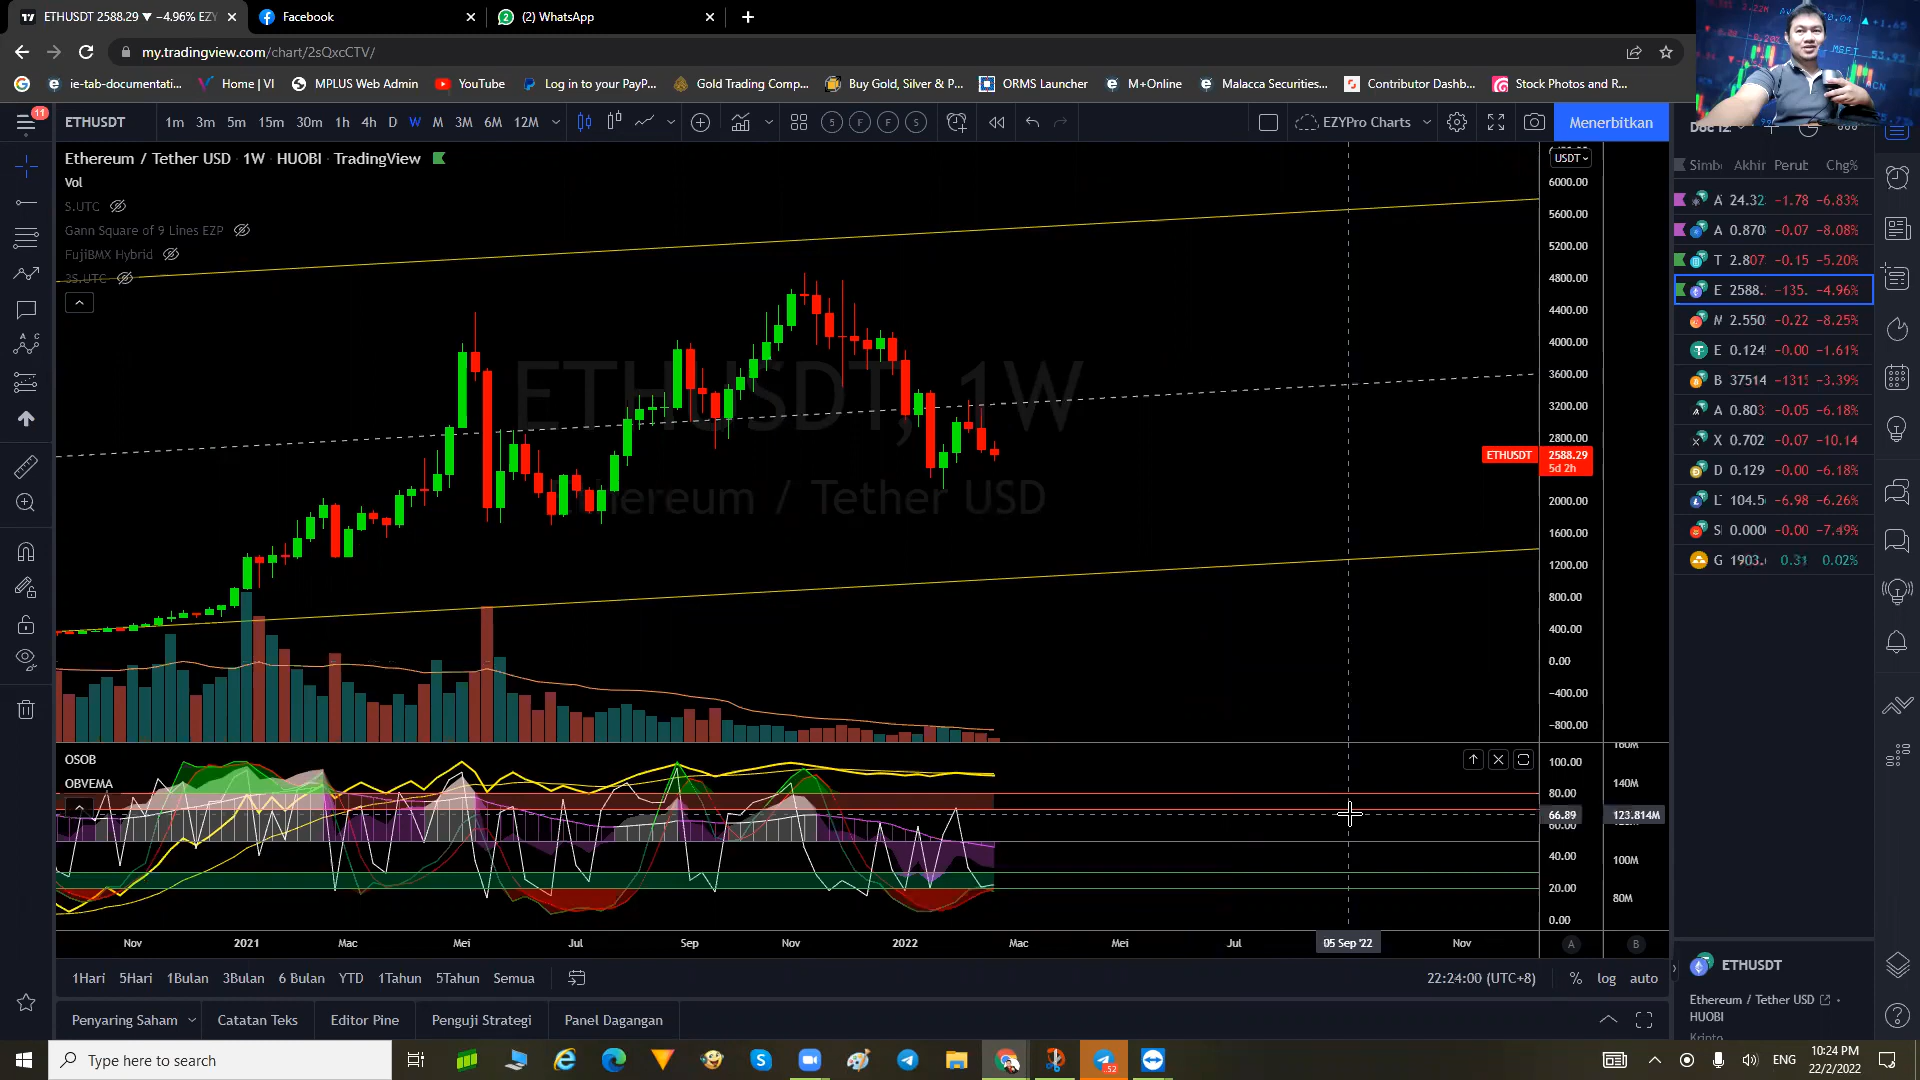 ETHUSDT 2588.29 ▼ −4.96% EZY
Facebook
(2) WhatsApp
my.tradingview.com/chart/2sQxcCTV/
ie-tab-documentati...
Home | VI
MPLUS Web Admin
YouTube
Log in to your PayP...
Gold Trading Comp...
Buy Gold, Silver & P...
ORMS Launcher
M+Online
Malacca Securities...
Contributor Dashb...
Stock Photos and R...
11
ETHUSDT
1m 3m 5m 15m 30m 1h 4h D W M 3M 6M 12M
S F F S
EZYPro Charts
Menerbitkan
Ethereum / Tether USD · 1W · HUOBI · TradingView
Vol
S.UTC
Gann Square of 9 Lines EZP
FujiBMX Hybrid
3S.UTC
ETHUSDT, 1W
Ethereum / Tether USD
USDT
6000.00
5600.00
5200.00
4800.00
4400.00
4000.00
3600.00
3200.00
2800.00
ETHUSDT 2588.29
5d 2h
2000.00
1600.00
1200.00
800.00
400.00
0.00
−400.00
−800.00
OSOB
OBVEMA
100.00
80.00
66.89
60.00
40.00
20.00
0.00
160M
140M
123.814M
100M
80M
Nov 2021 Mac Mei Jul Sep Nov 2022 Mac Mei Jul 05 Sep '22 Nov
A B
1Hari 5Hari 1Bulan 3Bulan 6 Bulan YTD 1Tahun 5Tahun Semua
22:24:00 (UTC+8) % log auto
Penyaring Saham Catatan Teks Editor Pine Penguji Strategi Panel Dagangan
Simb Akhir Perub Chg%
A 24.32 −1.78 −6.83%
A 0.870 −0.07 −8.08%
T 2.807 −0.15 −5.20%
E 2588. −135. −4.96%
M 2.550 −0.22 −8.25%
E 0.124 −0.00 −1.61%
B 37514 −1315 −3.39%
A 0.803 −0.05 −6.18%
X 0.702 −0.07 −10.14
D 0.129 −0.00 −6.18%
L 104.5 −6.98 −6.26%
S 0.000 −0.00 −7.49%
G 1903. 0.31 0.02%
ETHUSDT
Ethereum / Tether USD
HUOBI
Kripto
Type here to search
52
ENG
10:24 PM
22/2/2022